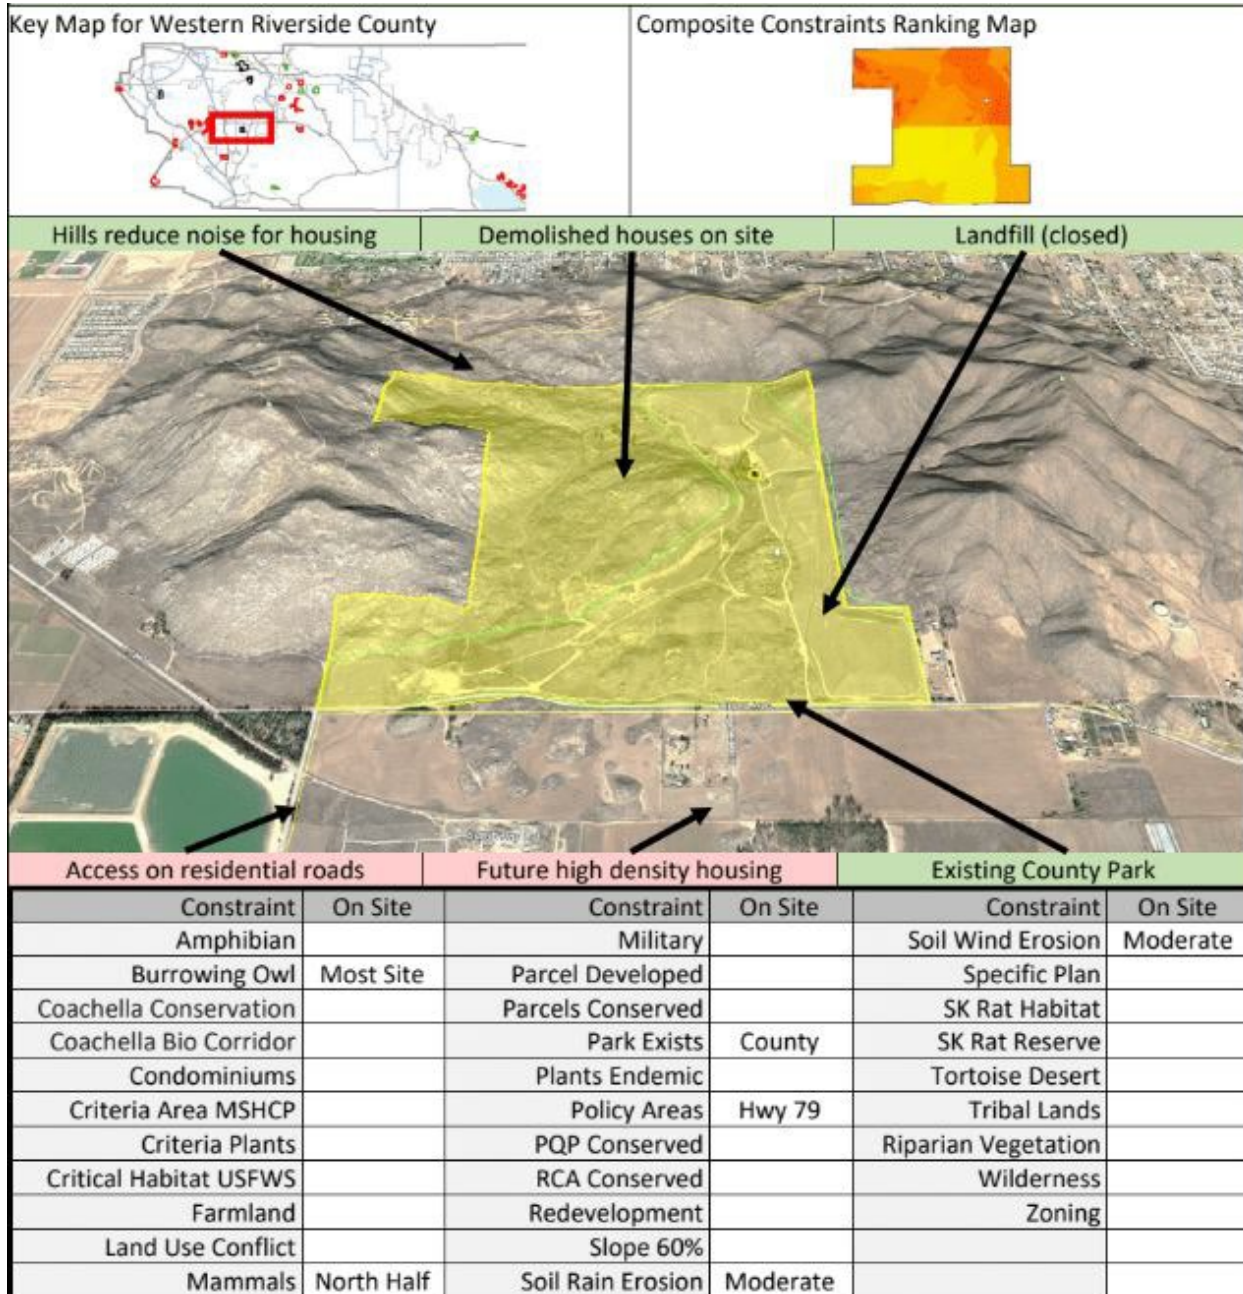 Key Map for Western Riverside County
Composite Constraints Ranking Map
Hills reduce noise for housing
Demolished houses on site
Landfill (closed)
Access on residential roads
Future high density housing
Existing County Park
Constraint On Site Constraint On Site Constraint On Site
Amphibian Military Soil Wind Erosion Moderate
Burrowing Owl Most Site Parcel Developed Specific Plan
Coachella Conservation Parcels Conserved SK Rat Habitat
Coachella Bio Corridor Park Exists County SK Rat Reserve
Condominiums Plants Endemic Tortoise Desert
Criteria Area MSHCP Policy Areas Hwy 79 Tribal Lands
Criteria Plants PQP Conserved Riparian Vegetation
Critical Habitat USFWS RCA Conserved Wilderness
Farmland Redevelopment Zoning
Land Use Conflict Slope 60%
Mammals North Half Soil Rain Erosion Moderate